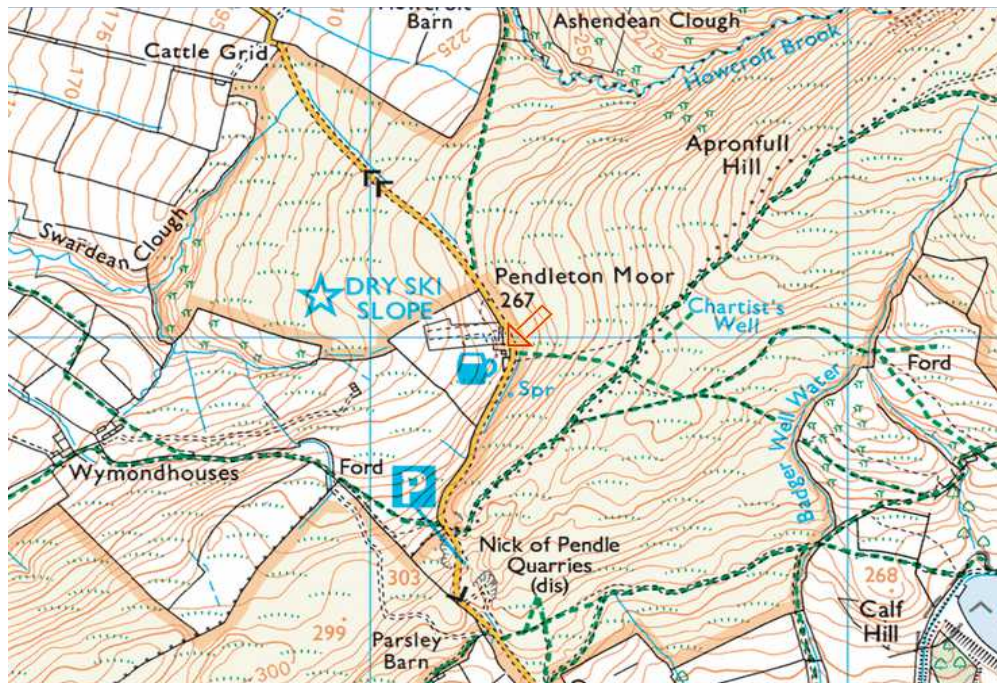 Barn
Ashendean Clough
175
195
225
250
275
Cattle Grid
170
Howcroft Brook
Apronfull
Hill
Swardean Clough
DRY SKI
SLOPE
Pendleton Moor
267
Chartist's
Well
Ford
Spr
Badger Well Water
Wymondhouses
Ford
P
Nick of Pendle
Quarries
(dis)
303
268
299
Calf
Hill
Parsley
Barn
300